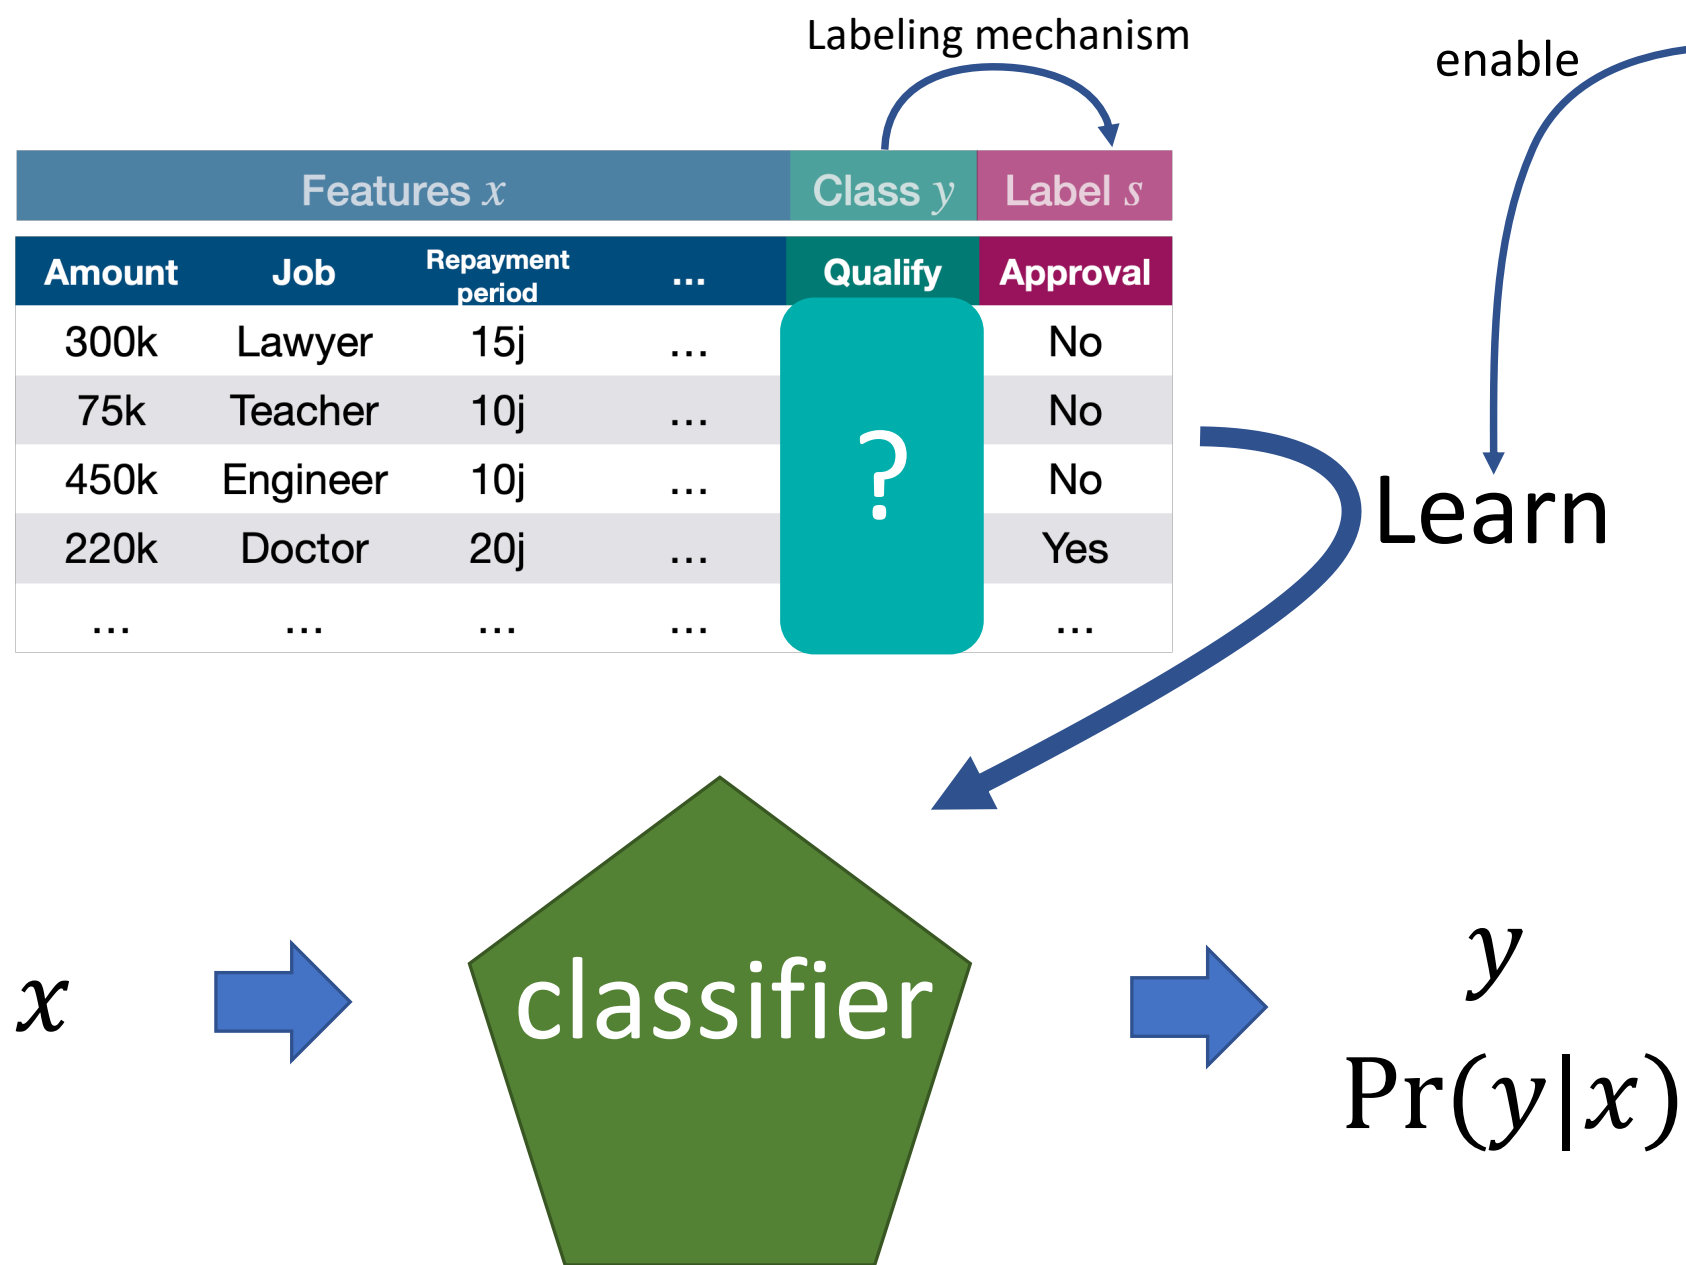 Labeling mechanism
enable
Features x Class y Label s
Amount Job Repayment period ... Qualify Approval
300k Lawyer 15j ... No
75k Teacher 10j ... No
450k Engineer 10j ... No
220k Doctor 20j ... Yes
... ... ... ... ...
?
Learn
x
classifier
y
Pr(y|x)